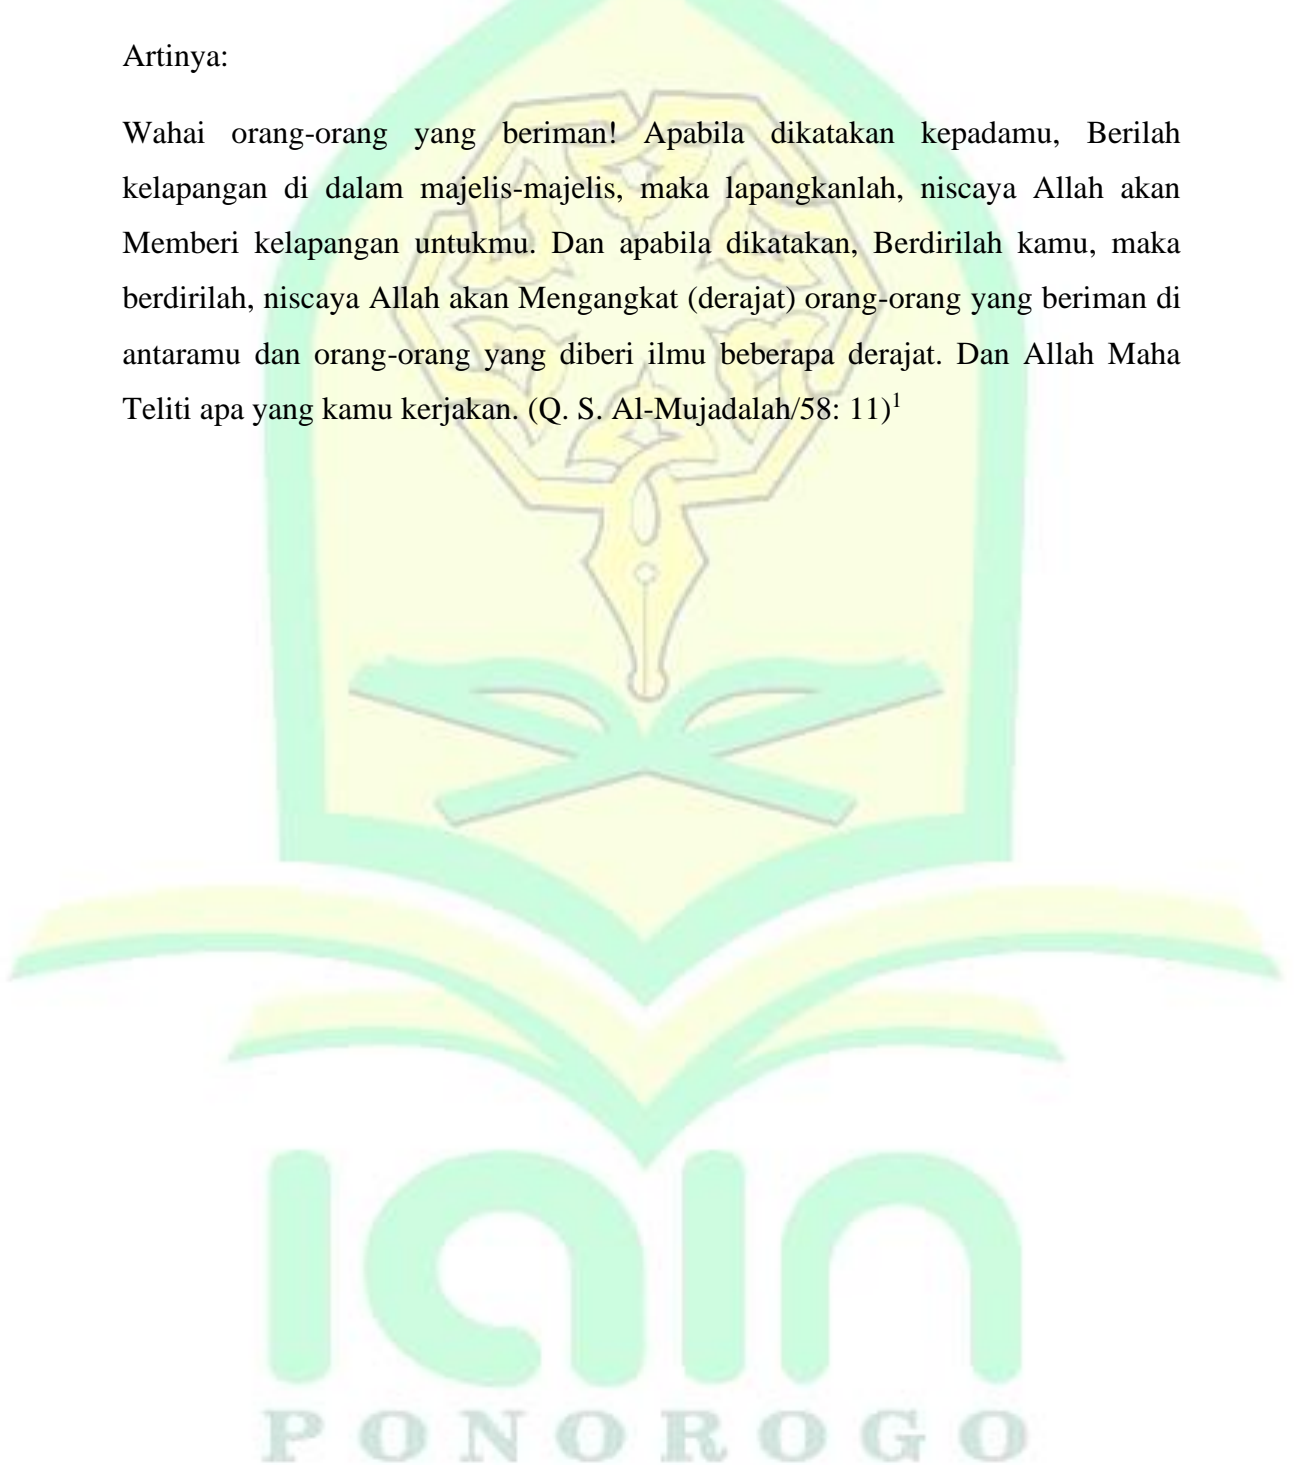 Artinya:
Wahai orang-orang yang beriman! Apabila dikatakan kepadamu, Berilah
kelapangan di dalam majelis-majelis, maka lapangkanlah, niscaya Allah akan
Memberi kelapangan untukmu. Dan apabila dikatakan, Berdirilah kamu, maka
berdirilah, niscaya Allah akan Mengangkat (derajat) orang-orang yang beriman di
antaramu dan orang-orang yang diberi ilmu beberapa derajat. Dan Allah Maha
Teliti apa yang kamu kerjakan. (Q. S. Al-Mujadalah/58: 11)¹
iain
PONOROGO